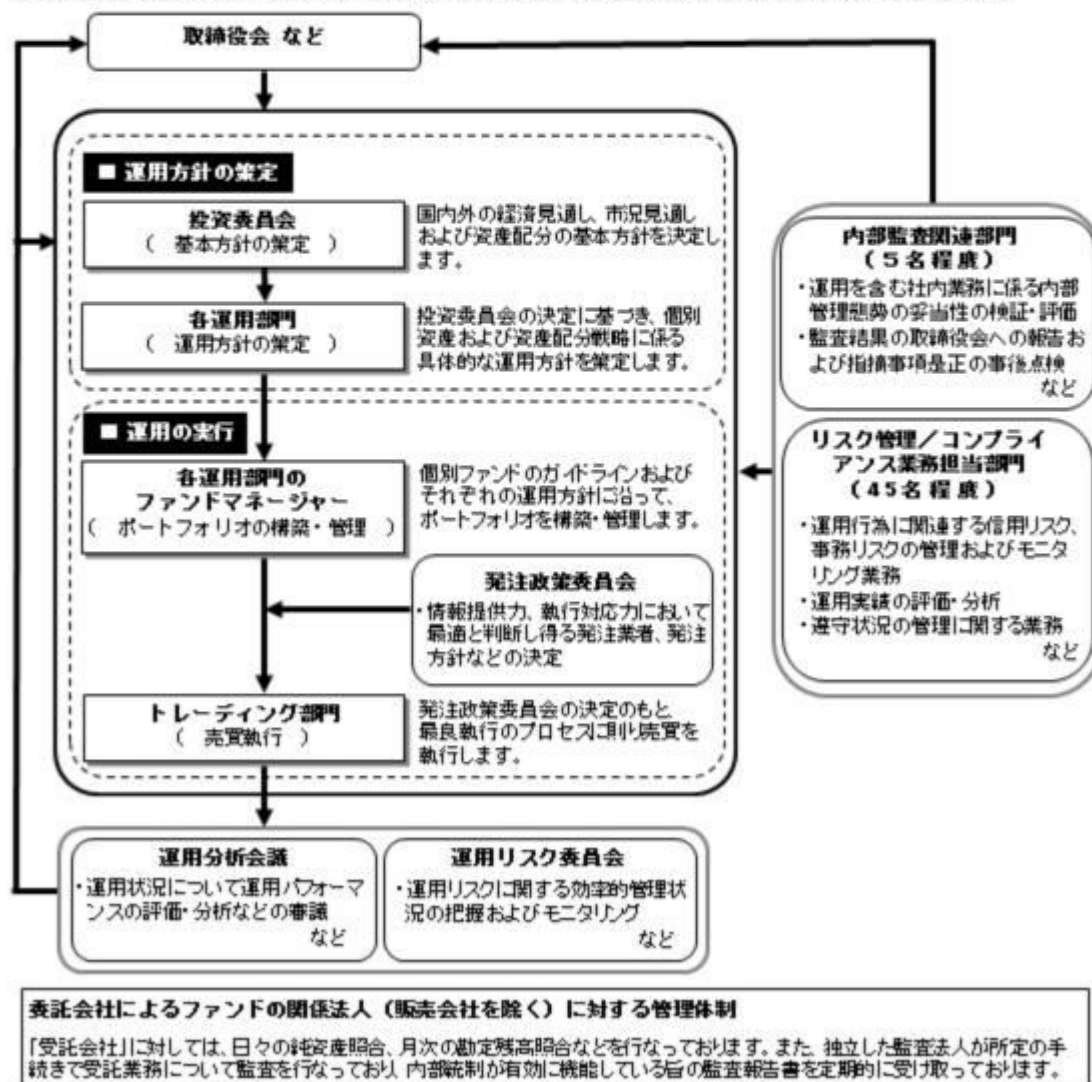 取締役会 など
■ 運用方針の策定
投資委員会
( 基本方針の策定 )
国内外の経済見通し、市況見通し
および資産配分の基本方針を決定し
ます。
各運用部門
( 運用方針の策定 )
投資委員会の決定に基づき、個別
資産および資産配分戦略に係る
具体的な運用方針を策定します。
■ 運用の実行
各運用部門の
ファンドマネージャー
( ポートフォリオの構築・管理 )
個別ファンドのガイドラインおよび
それぞれの運用方針に沿って、
ポートフォリオを構築・管理します。
発注政策委員会
・情報提供力、執行対応力において
最適と判断し得る発注業者、発注
方針などの決定
トレーディング部門
( 売買執行 )
発注政策委員会の決定のもと、
最良執行のプロセスに則り売買を
執行します。
内部監査関連部門
(5名程度)
・運用を含む社内業務に係る内部
管理態勢の妥当性の検証・評価
・監査結果の取締役会への報告お
よび指摘事項是正の事後点検
など
リスク管理/コンプライ
アンス業務担当部門
(45名程度)
・運用行為に関連する信用リスク、
事務リスクの管理およびモニタ
リング業務
・運用実績の評価・分析
・遵守状況の管理に関する業務
など
運用分析会議
・運用状況について運用パフォーマ
ンスの評価・分析などの審議
など
運用リスク委員会
・運用リスクに関する効率的管理状
況の把握およびモニタリング
など
委託会社によるファンドの関係法人(販売会社を除く)に対する管理体制
「受託会社」に対しては、日々の純資産照合、月次の勘定残高照合などを行なっております。また、独立した監査法人が所定の手
続きで受託業務について監査を行なっており、内部統制が有効に機能している旨の監査報告書を定期的に受け取っております。